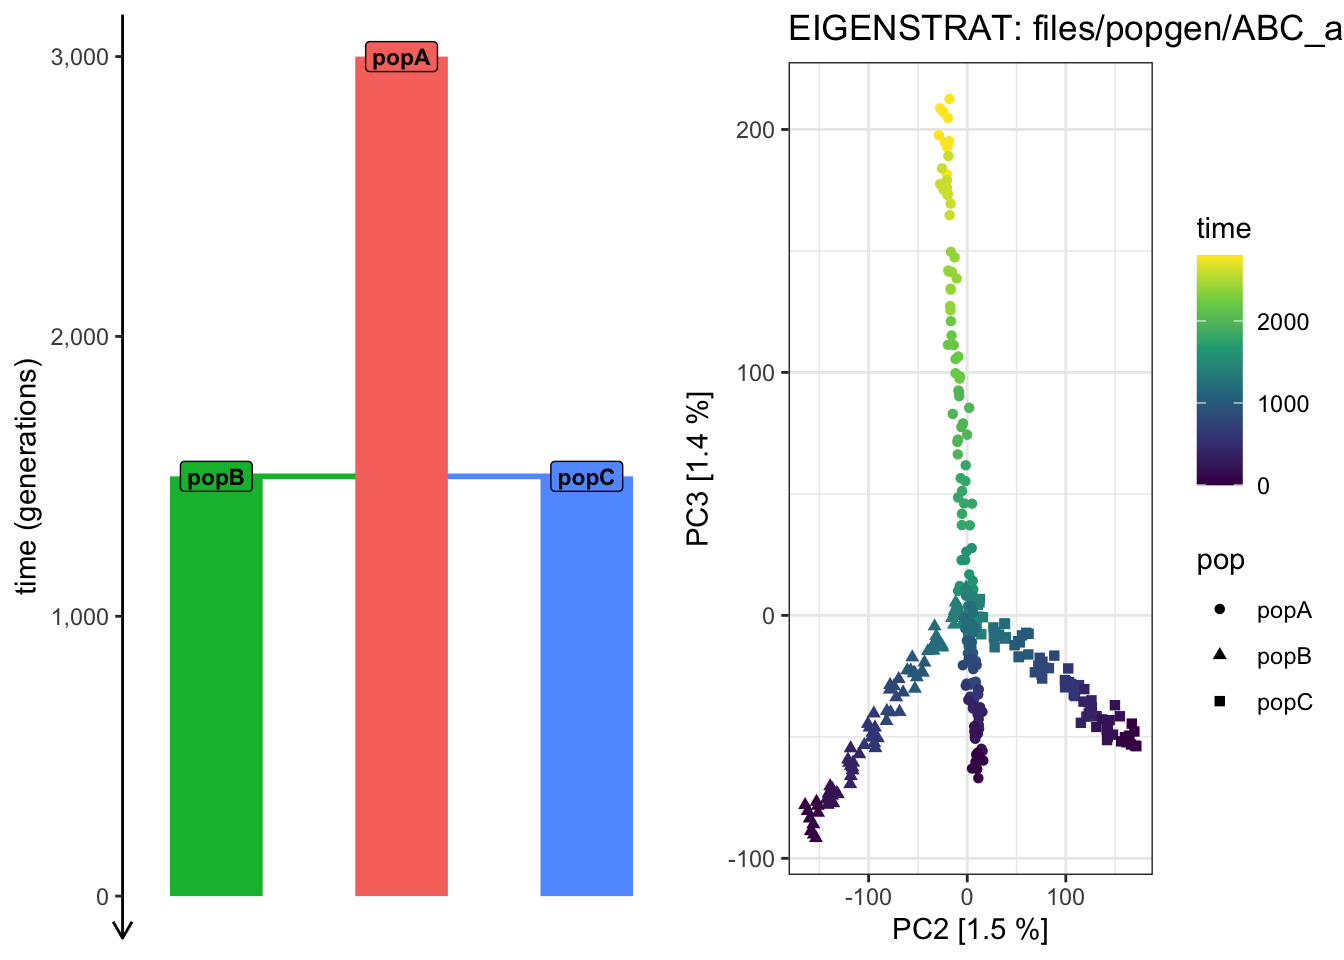 time (generations)
3,000
2,000
1,000
0
popA
popB
popC
EIGENSTRAT: files/popgen/ABC_a
PC3 [1.4 %]
200
100
0
-100
-100
0
100
PC2 [1.5 %]
time
2000
1000
0
pop
popA
popB
popC